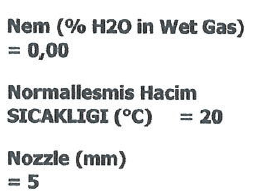 Nem (% H2O in Wet Gas)
= 0,00
Normallesmis Hacim
SICAKLIGI (°C) = 20
Nozzle (mm)
= 5